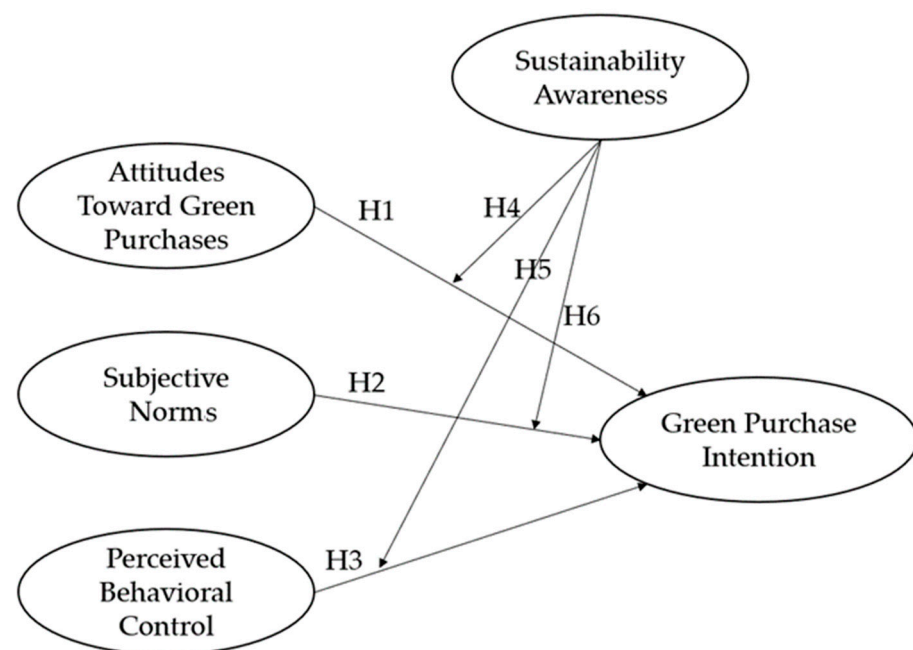 Sustainability
Awareness
Attitudes
Toward Green
Purchases
H1
H4
H5
H6
Subjective
Norms
H2
Green Purchase
Intention
Perceived
Behavioral
Control
H3